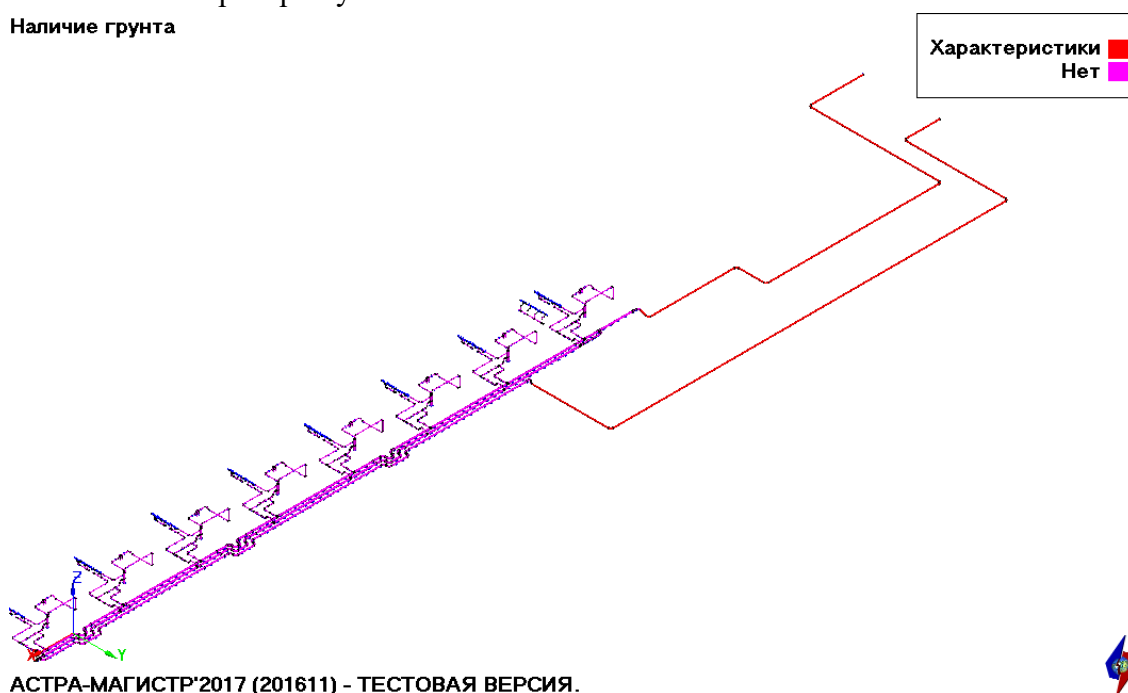 Наличие грунта
Характеристики
Нет
Z
X
Y
АСТРА-МАГИСТР'2017 (201611) - ТЕСТОВАЯ ВЕРСИЯ.